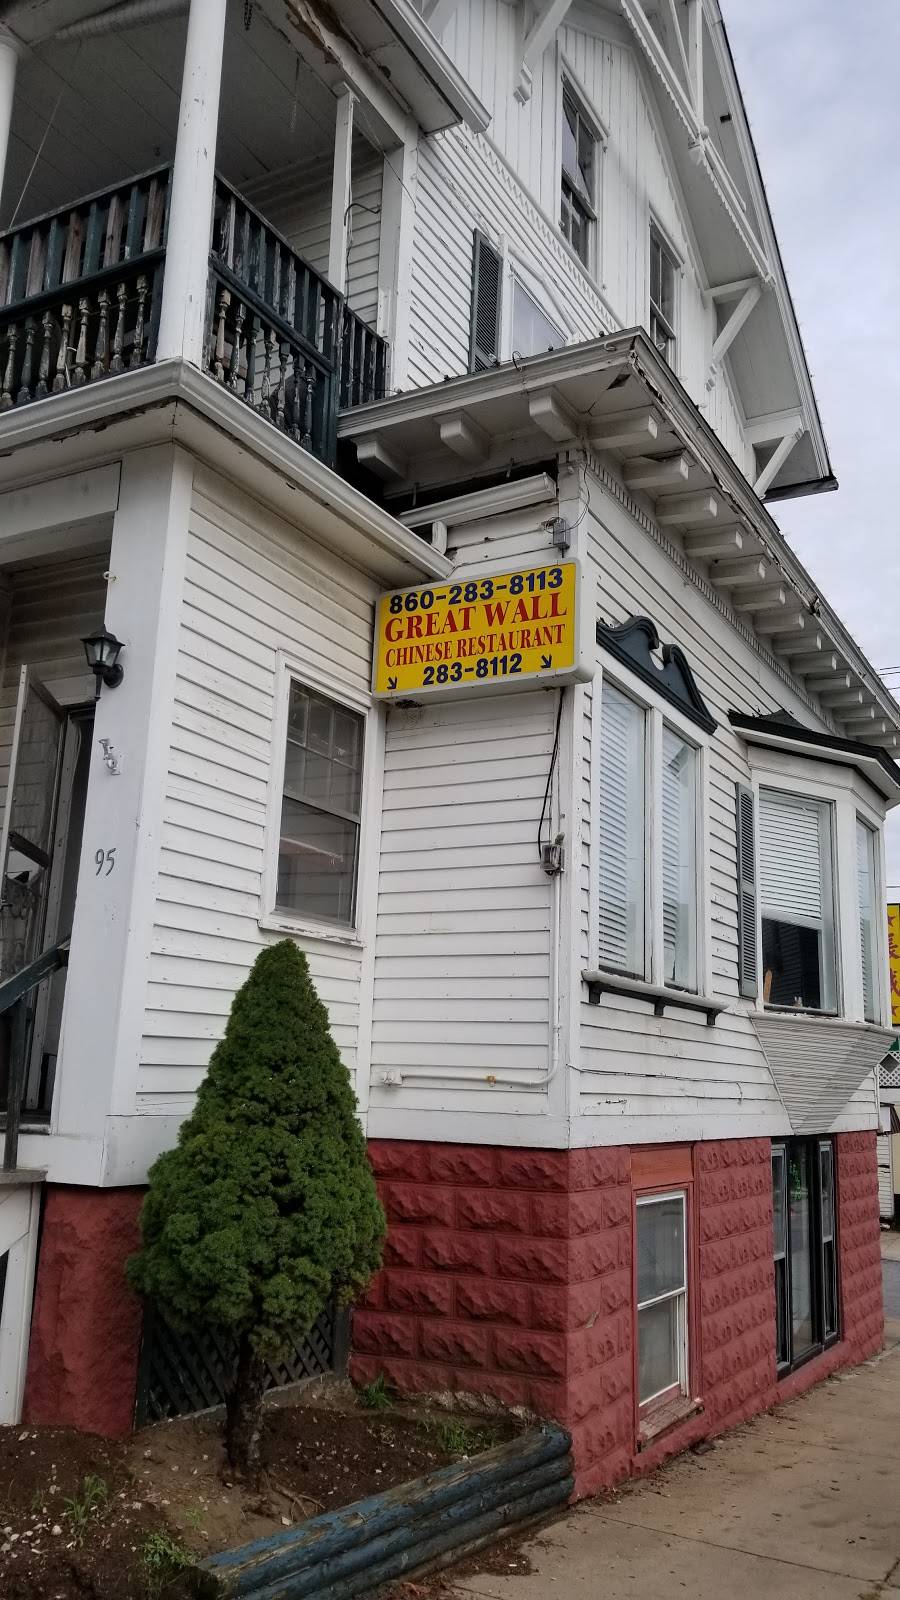 860-283-8113
GREAT WALL
CHINESE RESTAURANT
283-8112
95